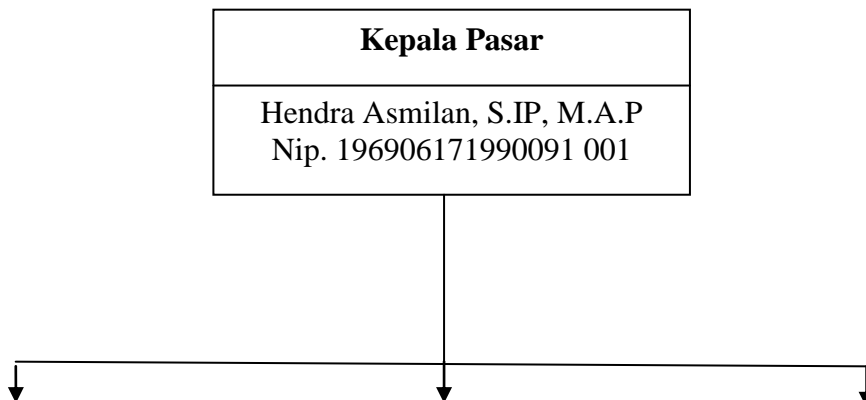 Kepala Pasar
Hendra Asmilan, S.IP, M.A.P
Nip. 196906171990091 001